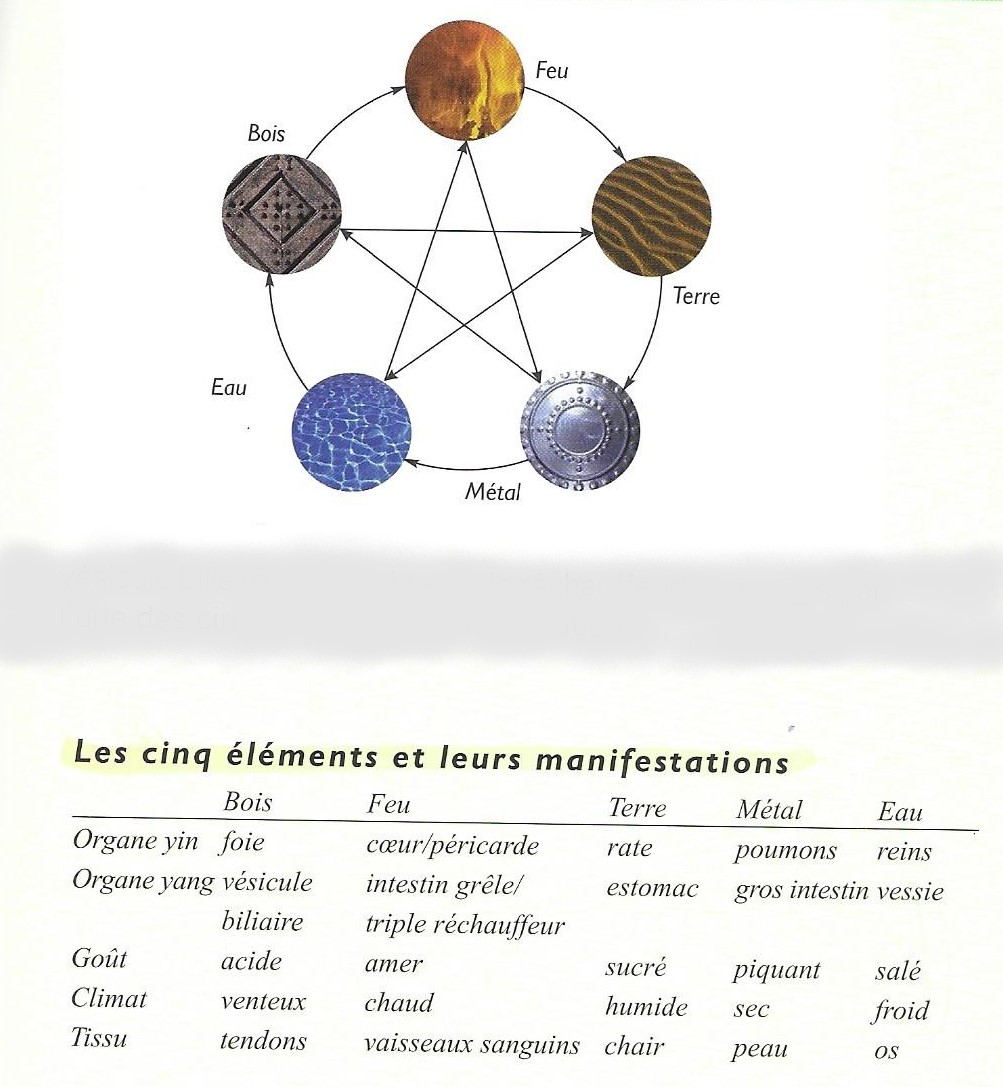 Feu
Bois
Terre
Eau
Métal
Les cinq éléments et leurs manifestations
Bois Feu Terre Métal Eau
Organe yin foie cœur/péricarde rate poumons reins
Organe yang vésicule intestin grêle/ estomac gros intestin vessie
biliaire triple réchauffeur
Goût acide amer sucré piquant salé
Climat venteux chaud humide sec froid
Tissu tendons vaisseaux sanguins chair peau os